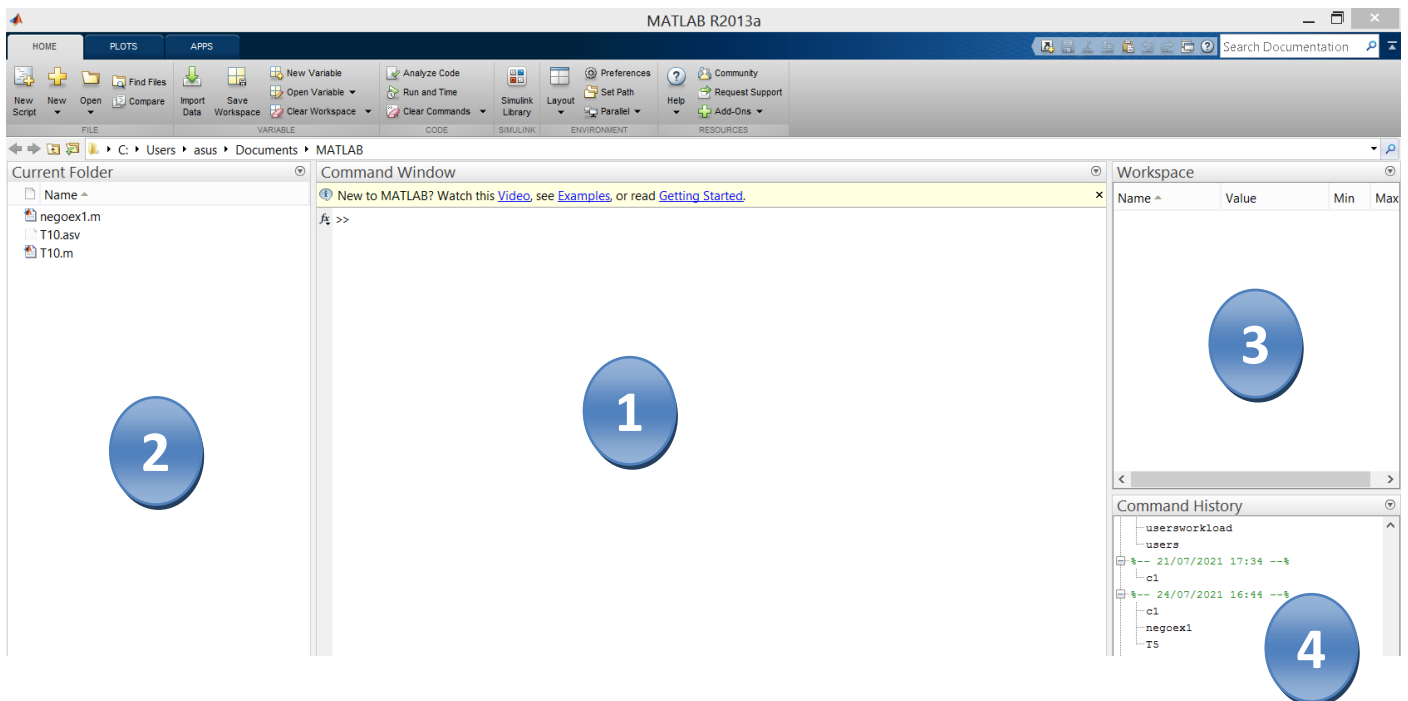 MATLAB R2013a
HOME PLOTS APPS
Search Documentation
New Script
New
Open
Find Files
Compare
FILE
Import Data
Save Workspace
New Variable
Open Variable
Clear Workspace
VARIABLE
Analyze Code
Run and Time
Clear Commands
CODE
Simulink Library
SIMULINK
Layout
Preferences
Set Path
Parallel
ENVIRONMENT
Help
Community
Request Support
Add-Ons
RESOURCES
C: Users asus Documents MATLAB
Current Folder
Name
negoex1.m
T10.asv
T10.m
2
Command Window
New to MATLAB? Watch this Video, see Examples, or read Getting Started.
fx >>
1
Workspace
Name Value Min Max
3
Command History
usersworkload
users
%-- 21/07/2021 17:34 --%
c1
%-- 24/07/2021 16:44 --%
c1
negoex1
T5
4